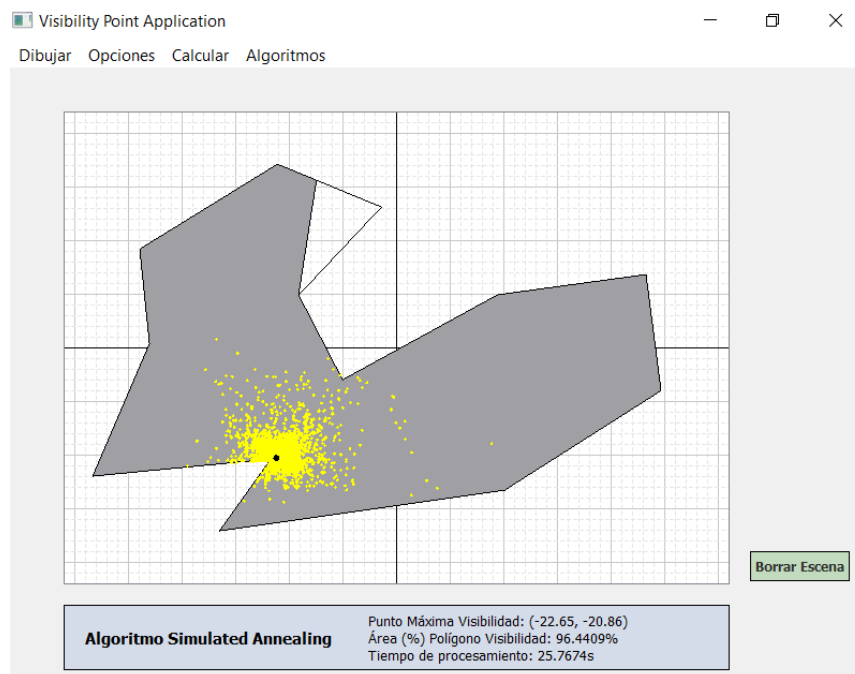 Visibility Point Application
Dibujar Opciones Calcular Algoritmos
Borrar Escena
Algoritmo Simulated Annealing
Punto Máxima Visibilidad: (-22.65, -20.86)
Área (%) Polígono Visibilidad: 96.4409%
Tiempo de procesamiento: 25.7674s